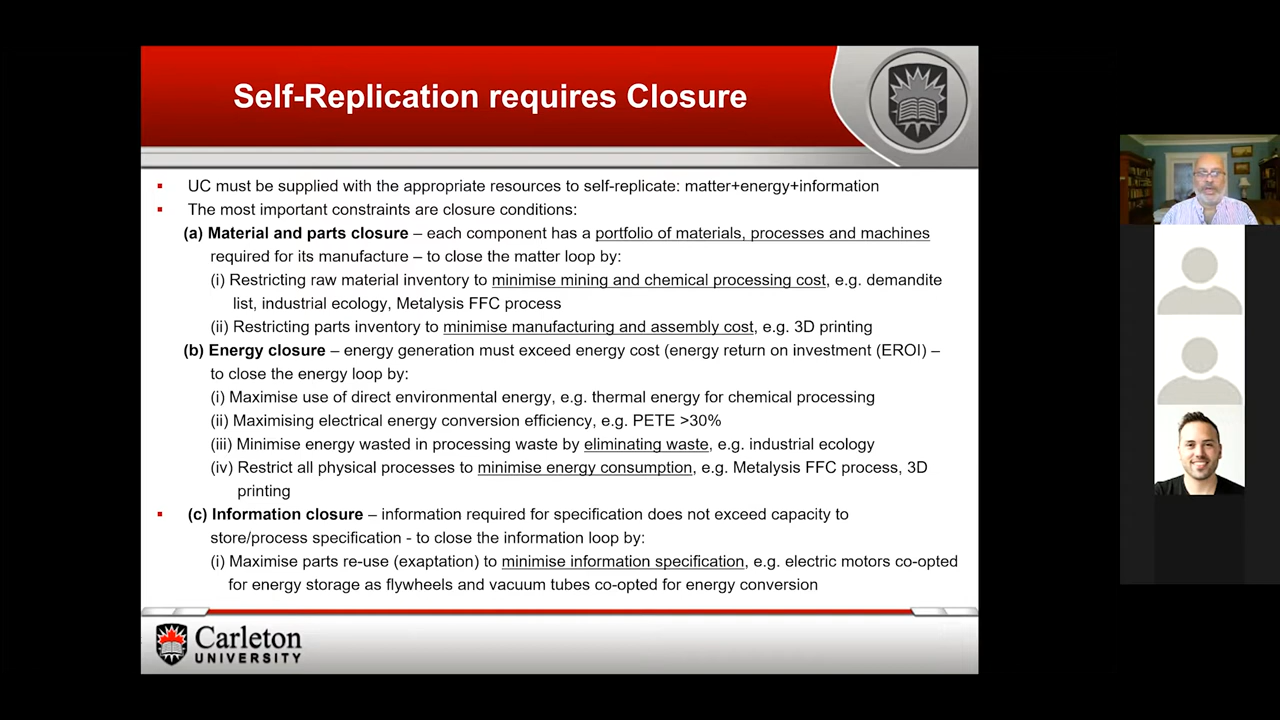 Self-Replication requires Closure
▪ UC must be supplied with the appropriate resources to self-replicate: matter+energy+information
▪ The most important constraints are closure conditions:
(a) Material and parts closure – each component has a portfolio of materials, processes and machines
required for its manufacture – to close the matter loop by:
(i) Restricting raw material inventory to minimise mining and chemical processing cost, e.g. demandite
list, industrial ecology, Metalysis FFC process
(ii) Restricting parts inventory to minimise manufacturing and assembly cost, e.g. 3D printing
(b) Energy closure – energy generation must exceed energy cost (energy return on investment (EROI) –
to close the energy loop by:
(i) Maximise use of direct environmental energy, e.g. thermal energy for chemical processing
(ii) Maximising electrical energy conversion efficiency, e.g. PETE >30%
(iii) Minimise energy wasted in processing waste by eliminating waste, e.g. industrial ecology
(iv) Restrict all physical processes to minimise energy consumption, e.g. Metalysis FFC process, 3D
printing
▪ (c) Information closure – information required for specification does not exceed capacity to
store/process specification - to close the information loop by:
(i) Maximise parts re-use (exaptation) to minimise information specification, e.g. electric motors co-opted
for energy storage as flywheels and vacuum tubes co-opted for energy conversion
Carleton
UNIVERSITY